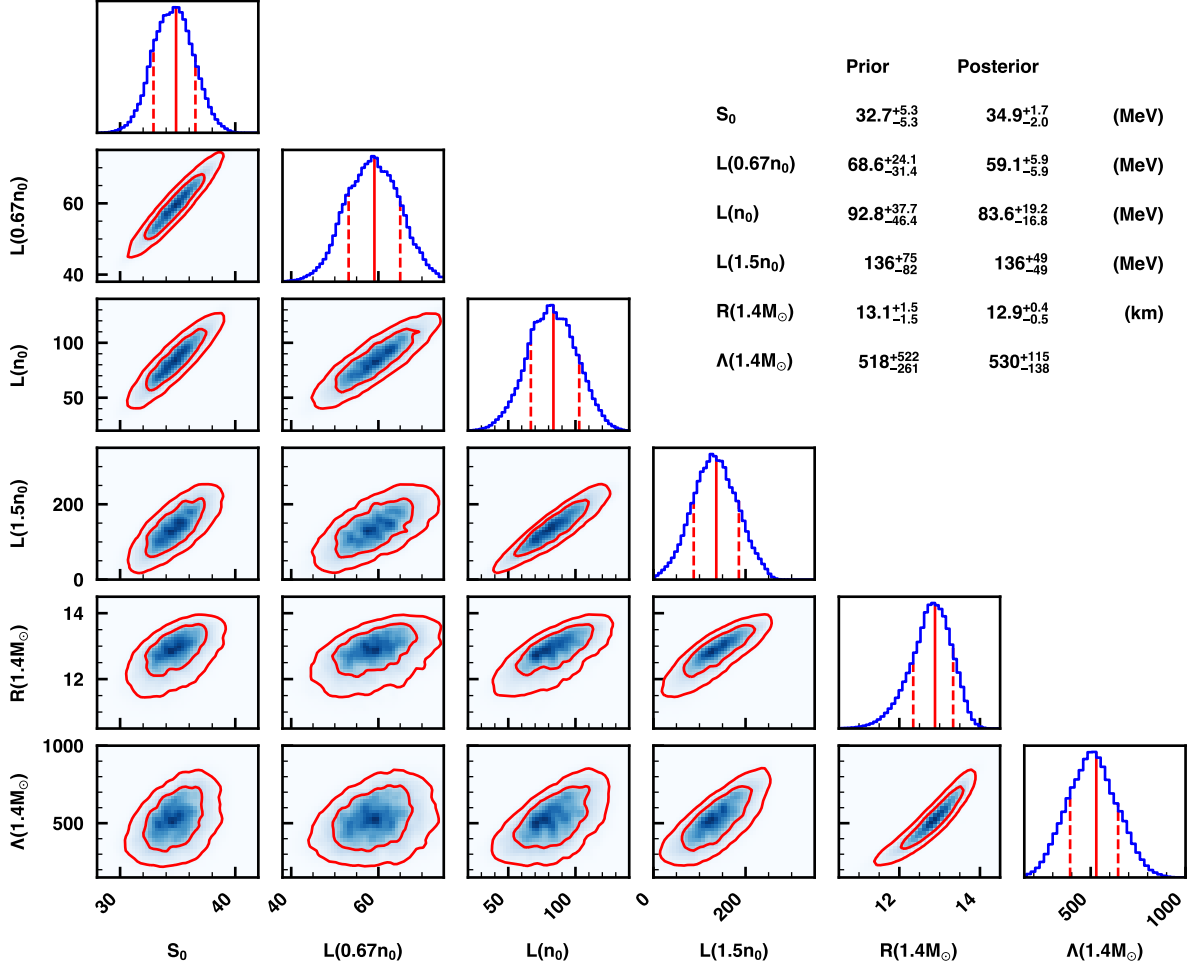 Prior Posterior
S₀ 32.7⁺⁵·³₋₅.₃ 34.9⁺¹·⁷₋₂.₀ (MeV)
L(0.67n₀) 68.6⁺²⁴·¹₋₃₁.₄ 59.1⁺⁵·⁹₋₅.₉ (MeV)
L(n₀) 92.8⁺³⁷·⁷₋₄₆.₄ 83.6⁺¹⁹·²₋₁₆.₈ (MeV)
L(1.5n₀) 136⁺⁷⁵₋₈₂ 136⁺⁴⁹₋₄₉ (MeV)
R(1.4M⊙) 13.1⁺¹·⁵₋₁.₅ 12.9⁺⁰·⁴₋₀.₅ (km)
Λ(1.4M⊙) 518⁺⁵²²₋₂₆₁ 530⁺¹¹⁵₋₁₃₈
L(0.67n₀)
60
40
L(n₀)
100
50
L(1.5n₀)
200
0
R(1.4M⊙)
14
12
Λ(1.4M⊙)
1000
500
30 40 40 60 50 100 0 200 12 14 500 1000
S₀ L(0.67n₀) L(n₀) L(1.5n₀) R(1.4M⊙) Λ(1.4M⊙)